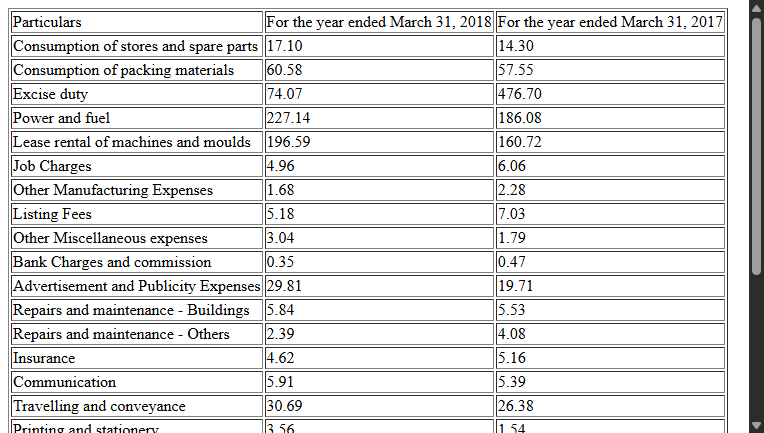 Particulars For the year ended March 31, 2018 For the year ended March 31, 2017
Consumption of stores and spare parts 17.10 14.30
Consumption of packing materials 60.58 57.55
Excise duty 74.07 476.70
Power and fuel 227.14 186.08
Lease rental of machines and moulds 196.59 160.72
Job Charges 4.96 6.06
Other Manufacturing Expenses 1.68 2.28
Listing Fees 5.18 7.03
Other Miscellaneous expenses 3.04 1.79
Bank Charges and commission 0.35 0.47
Advertisement and Publicity Expenses 29.81 19.71
Repairs and maintenance - Buildings 5.84 5.53
Repairs and maintenance - Others 2.39 4.08
Insurance 4.62 5.16
Communication 5.91 5.39
Travelling and conveyance 30.69 26.38
Printing and stationery 3.56 1.54